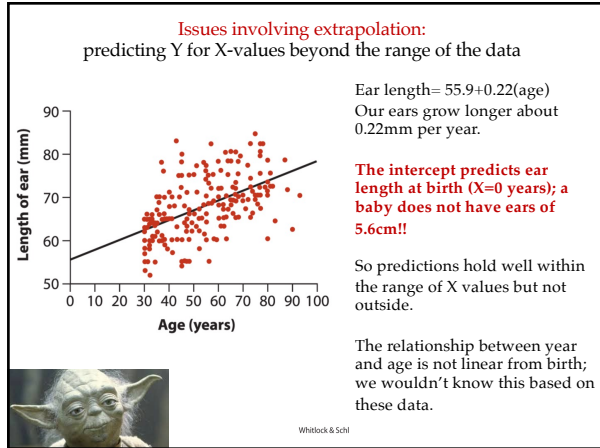 Issues involving extrapolation:
predicting Y for X-values beyond the range of the data
Ear length= 55.9+0.22(age)
Our ears grow longer about
0.22mm per year.
The intercept predicts ear
length at birth (X=0 years); a
baby does not have ears of
5.6cm!!
So predictions hold well within
the range of X values but not
outside.
The relationship between year
and age is not linear from birth;
we wouldn't know this based on
these data.
Length of ear (mm)
90
80
70
60
50
0 10 20 30 40 50 60 70 80 90 100
Age (years)
Whitlock & Schl